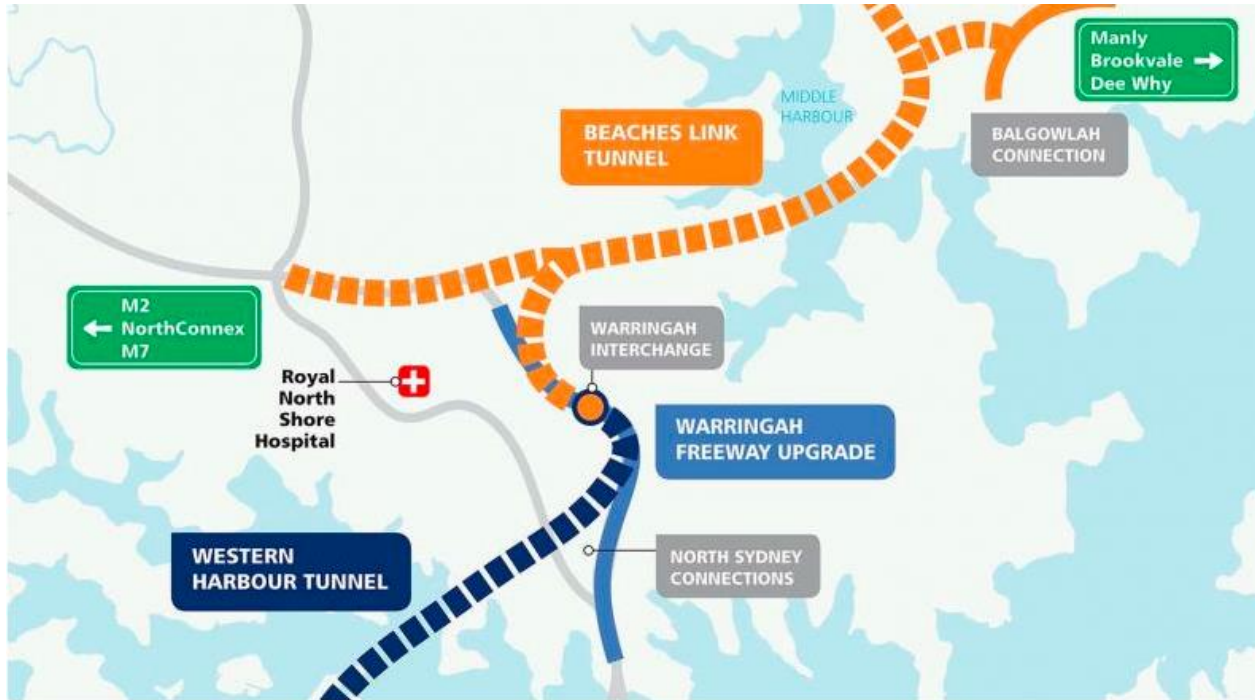 Manly
Brookvale
Dee Why
MIDDLE
HARBOUR
BEACHES LINK
TUNNEL
BALGOWLAH
CONNECTION
M2
NorthConnex
M7
WARRINGAH
INTERCHANGE
Royal
North
Shore
Hospital
WARRINGAH
FREEWAY UPGRADE
WESTERN
HARBOUR TUNNEL
NORTH SYDNEY
CONNECTIONS